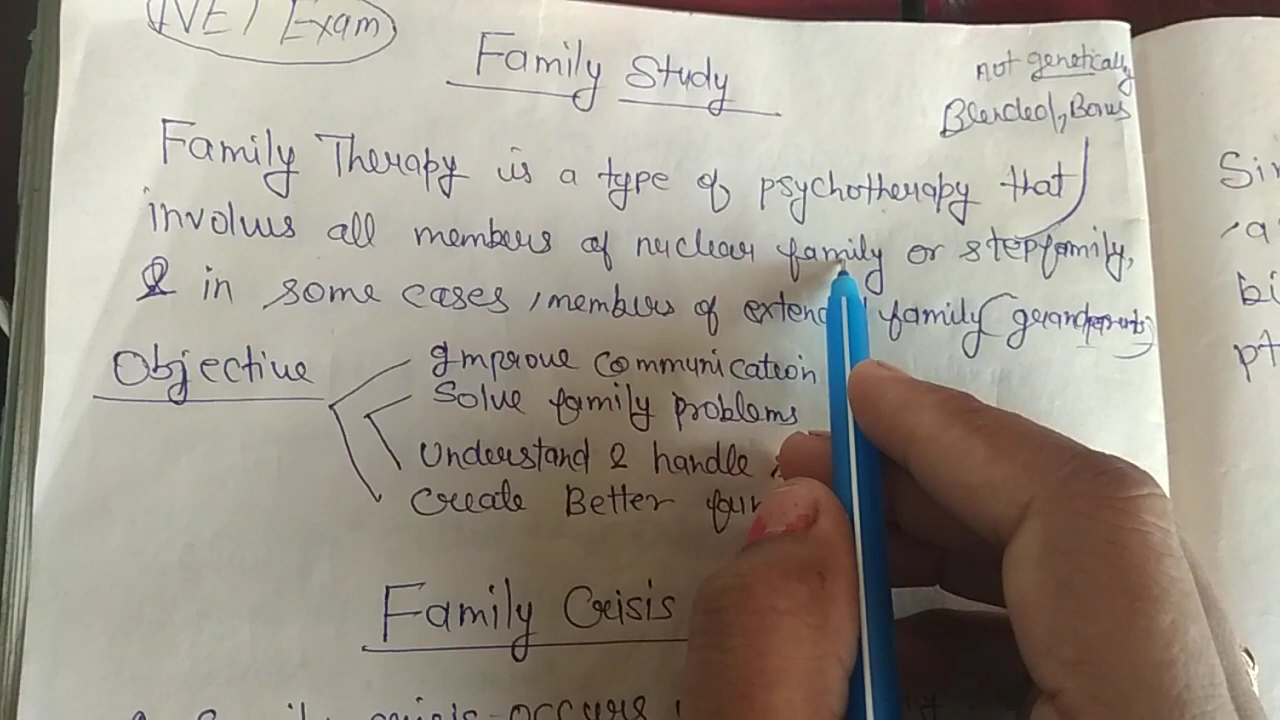 Exam
Family Study
not genetically
Blended, Bonus
Family Therapy is a type of psychotherapy that
involves all members of nuclear family or stepfamily,
& in some cases, members of extend family (grandparents)
Objective
Improve Communication
Solve family problems
Understand & handle
Create Better
Family Crisis
occurs